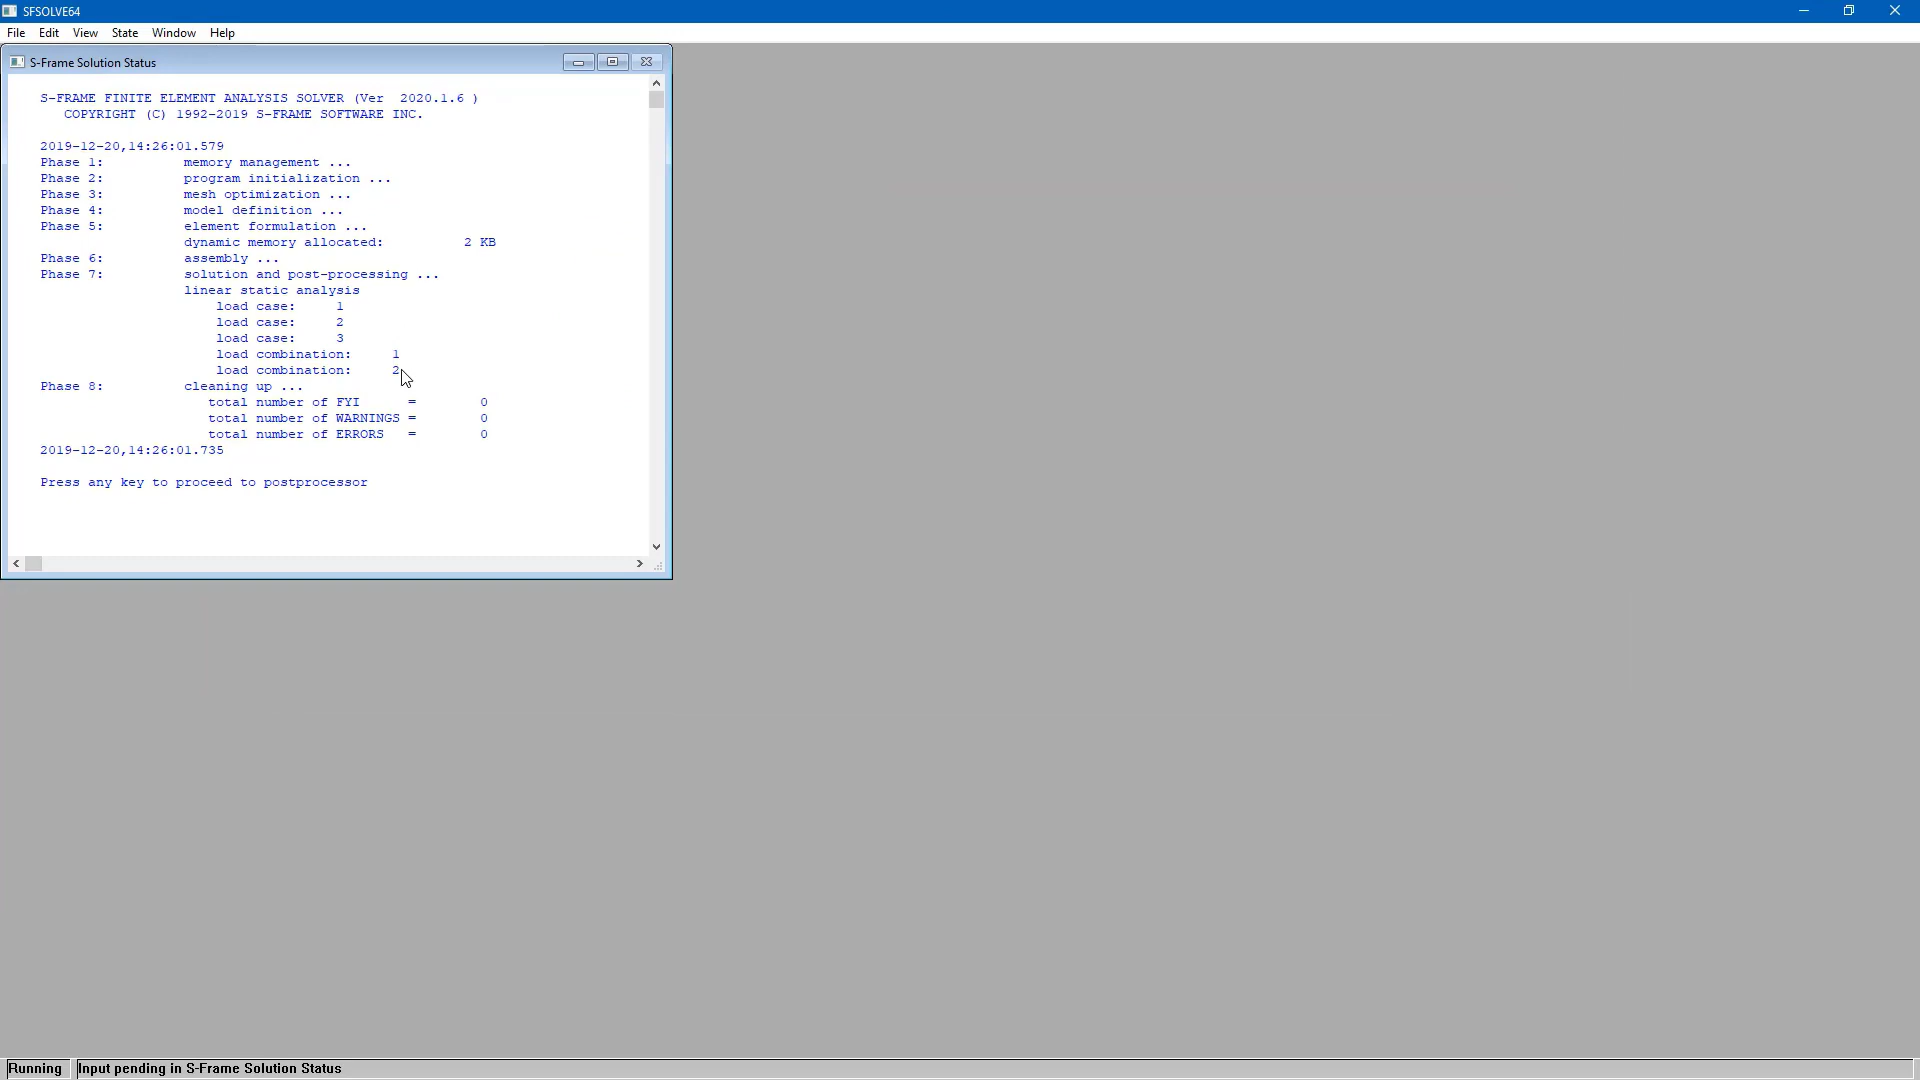 SFSOLVE64
File Edit View State Window Help
S-Frame Solution Status
S-FRAME FINITE ELEMENT ANALYSIS SOLVER (Ver 2020.1.6 )
COPYRIGHT (C) 1992-2019 S-FRAME SOFTWARE INC.
2019-12-20,14:26:01.579
Phase 1: memory management ...
Phase 2: program initialization ...
Phase 3: mesh optimization ...
Phase 4: model definition ...
Phase 5: element formulation ...
dynamic memory allocated: 2 KB
Phase 6: assembly ...
Phase 7: solution and post-processing ...
linear static analysis
load case: 1
load case: 2
load case: 3
load combination: 1
load combination: 2
Phase 8: cleaning up ...
total number of FYI = 0
total number of WARNINGS = 0
total number of ERRORS = 0
2019-12-20,14:26:01.735
Press any key to proceed to postprocessor
Running Input pending in S-Frame Solution Status